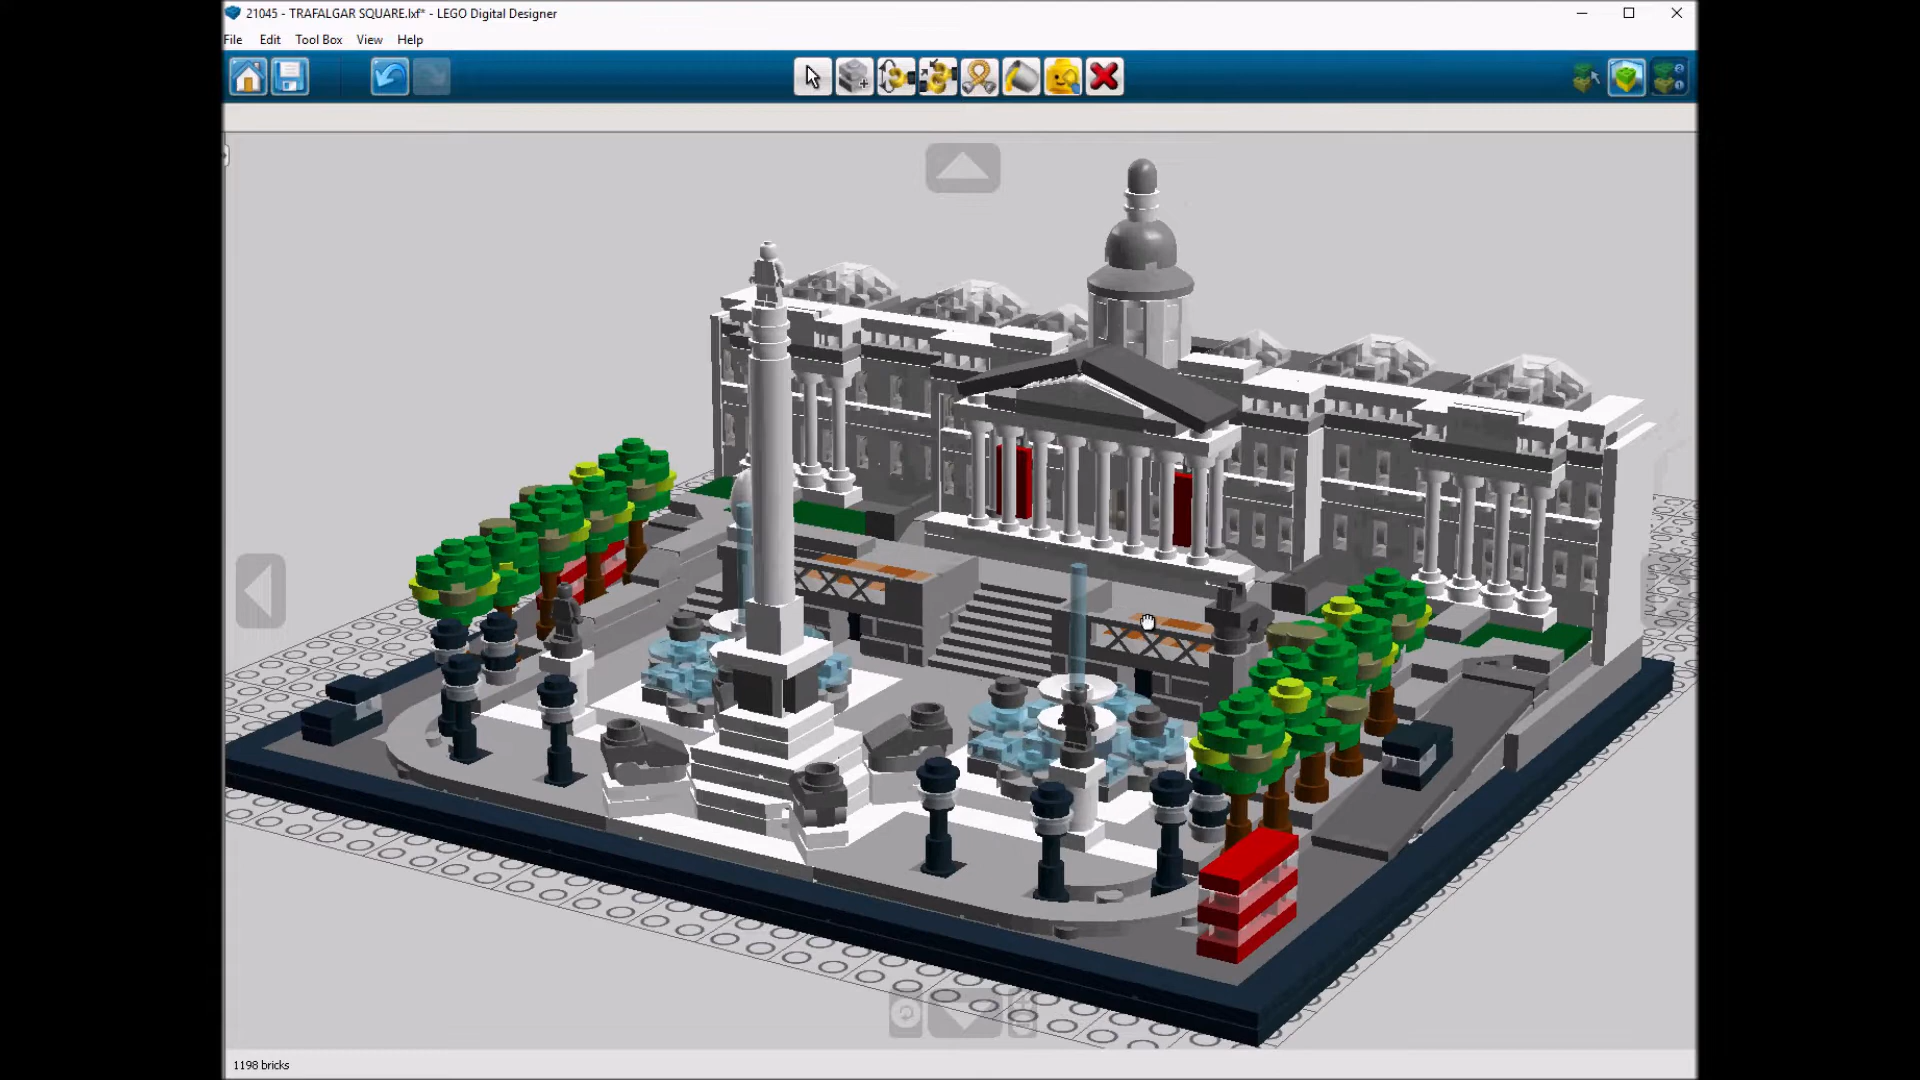 21045 - TRAFALGAR SQUARE.lxf* - LEGO Digital Designer
File Edit Tool Box View Help
1198 bricks